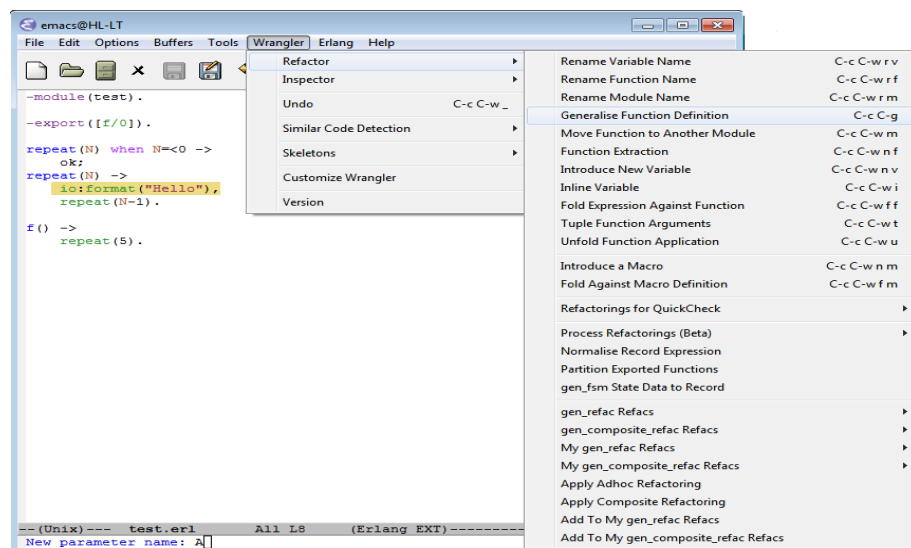 emacs@HL-LT
File Edit Options Buffers Tools Wrangler Erlang Help
-module(test).
-export([f/0]).
repeat(N) when N=<0 ->
    ok;
repeat(N) ->
    io:format("Hello"),
    repeat(N-1).
f() ->
    repeat(5).
--(Unix)--- test.erl All L8 (Erlang EXT)---------
New parameter name: A
Refactor
Inspector
Undo C-c C-w _
Similar Code Detection
Skeletons
Customize Wrangler
Version
Rename Variable Name C-c C-w r v
Rename Function Name C-c C-w r f
Rename Module Name C-c C-w r m
Generalise Function Definition C-c C-g
Move Function to Another Module C-c C-w m
Function Extraction C-c C-w n f
Introduce New Variable C-c C-w n v
Inline Variable C-c C-w i
Fold Expression Against Function C-c C-w f f
Tuple Function Arguments C-c C-w t
Unfold Function Application C-c C-w u
Introduce a Macro C-c C-w n m
Fold Against Macro Definition C-c C-w f m
Refactorings for QuickCheck
Process Refactorings (Beta)
Normalise Record Expression
Partition Exported Functions
gen_fsm State Data to Record
gen_refac Refacs
gen_composite_refac Refacs
My gen_refac Refacs
My gen_composite_refac Refacs
Apply Adhoc Refactoring
Apply Composite Refactoring
Add To My gen_refac Refacs
Add To My gen_composite_refac Refacs